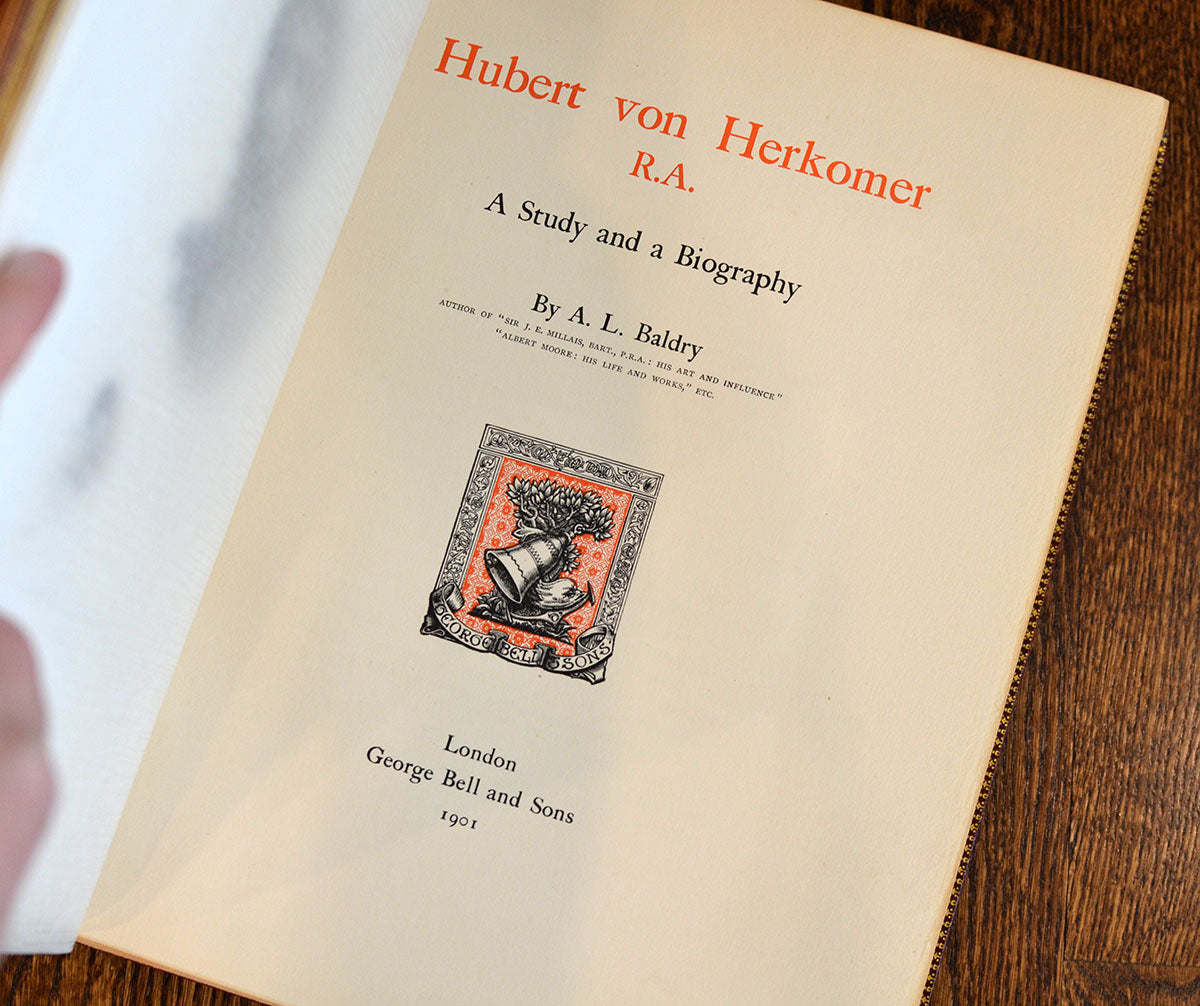 Hubert von Herkomer
R.A.
A Study and a Biography
By A. L. Baldry
AUTHOR OF "SIR J. E. MILLAIS, BART., P.R.A.: HIS ART AND INFLUENCE"
"ALBERT MOORE: HIS LIFE AND WORKS," ETC.
GEORGE BELL & SONS
London
George Bell and Sons
1901